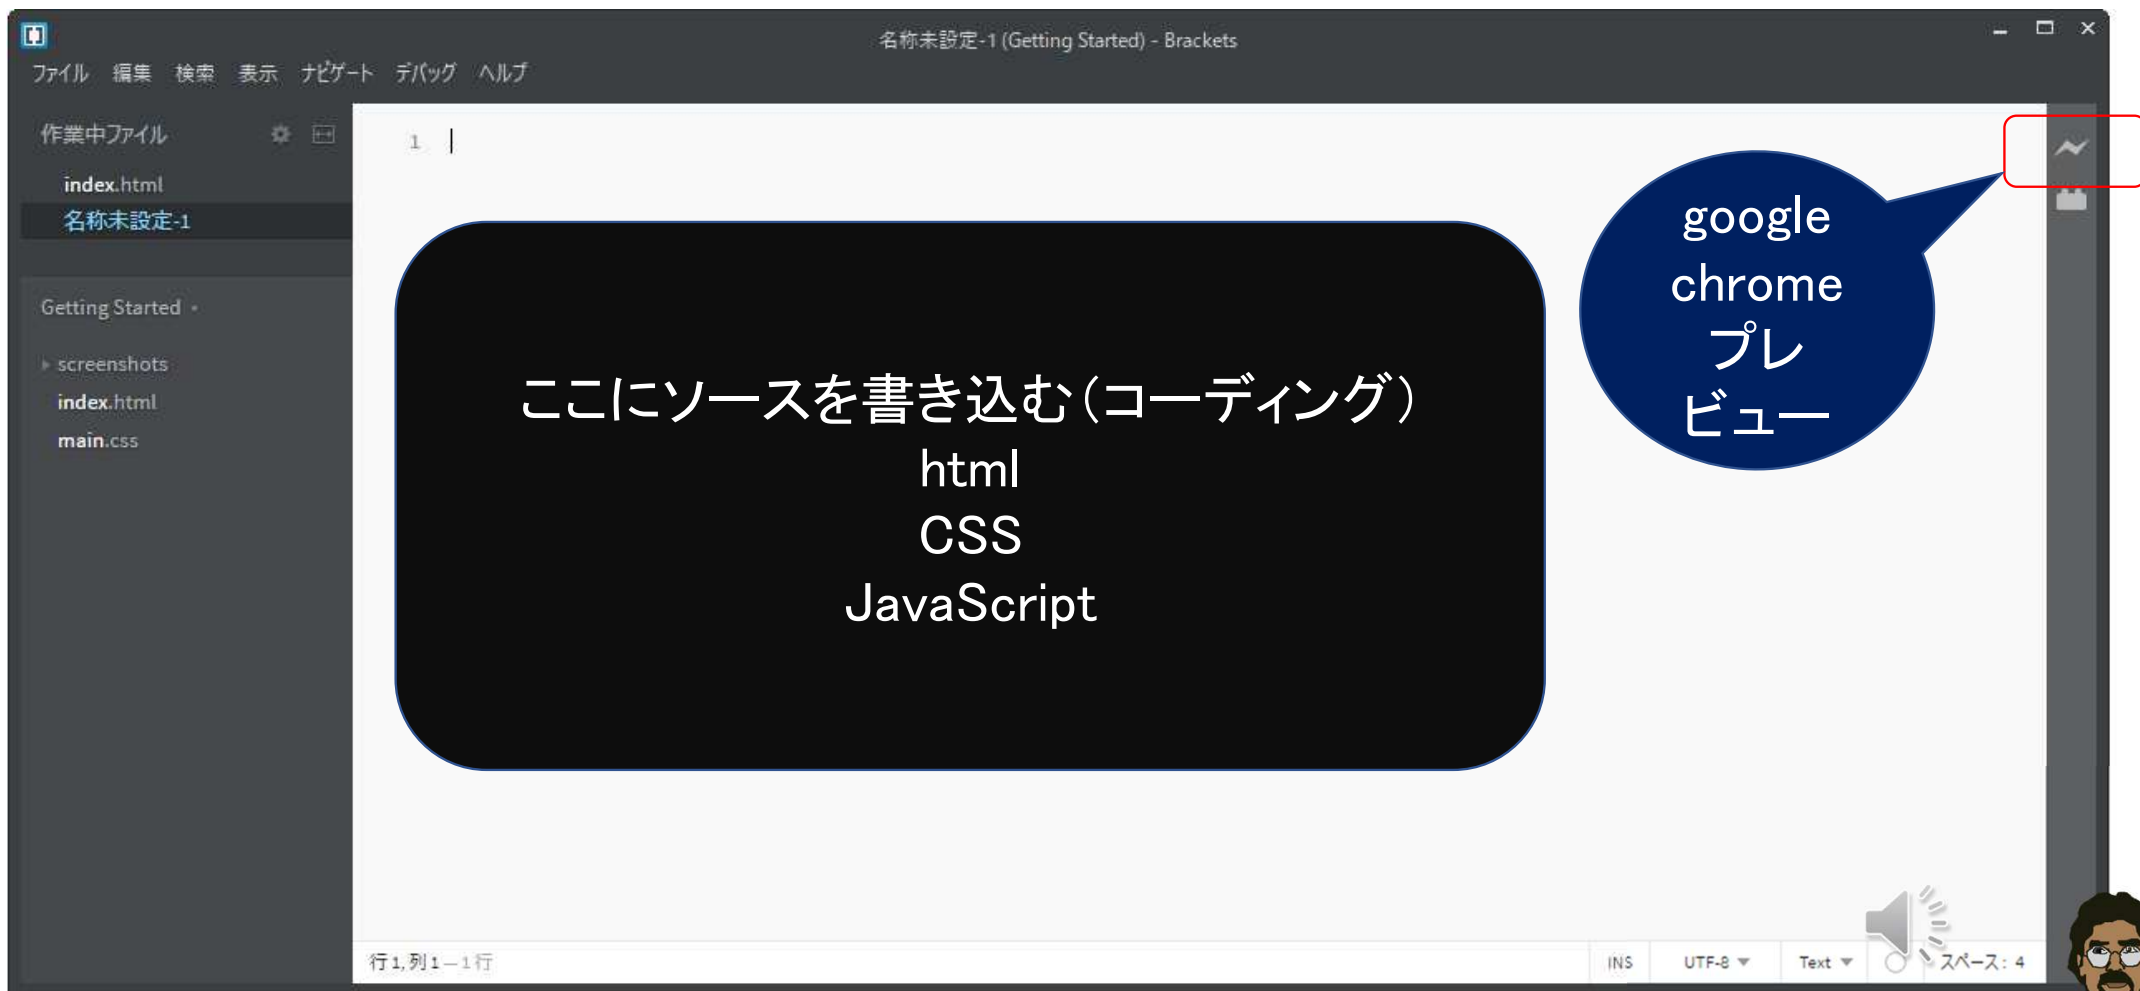 名称未設定-1 (Getting Started) - Brackets
ファイル 編集 検索 表示 ナビゲート デバッグ ヘルプ
作業中ファイル
index.html
名称未設定-1
Getting Started
screenshots
index.html
main.css
1
ここにソースを書き込む(コーディング)
html
CSS
JavaScript
google
chrome
プレ
ビュー
行 1, 列 1 — 1 行
INS UTF-8 Text スペース: 4